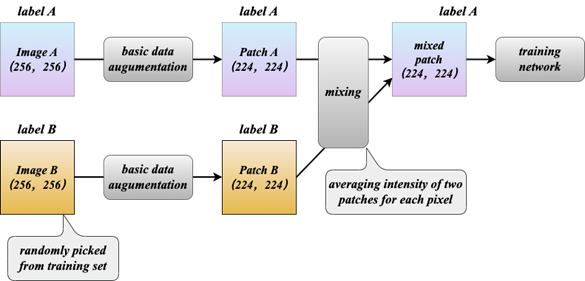 label A
label A
label A
Image A
(256, 256)
basic data
augumentation
Patch A
(224, 224)
mixing
mixed
patch
(224, 224)
training
network
label B
label B
Image B
(256, 256)
basic data
augumentation
Patch B
(224, 224)
averaging intensity of two
patches for each pixel
randomly picked
from training set